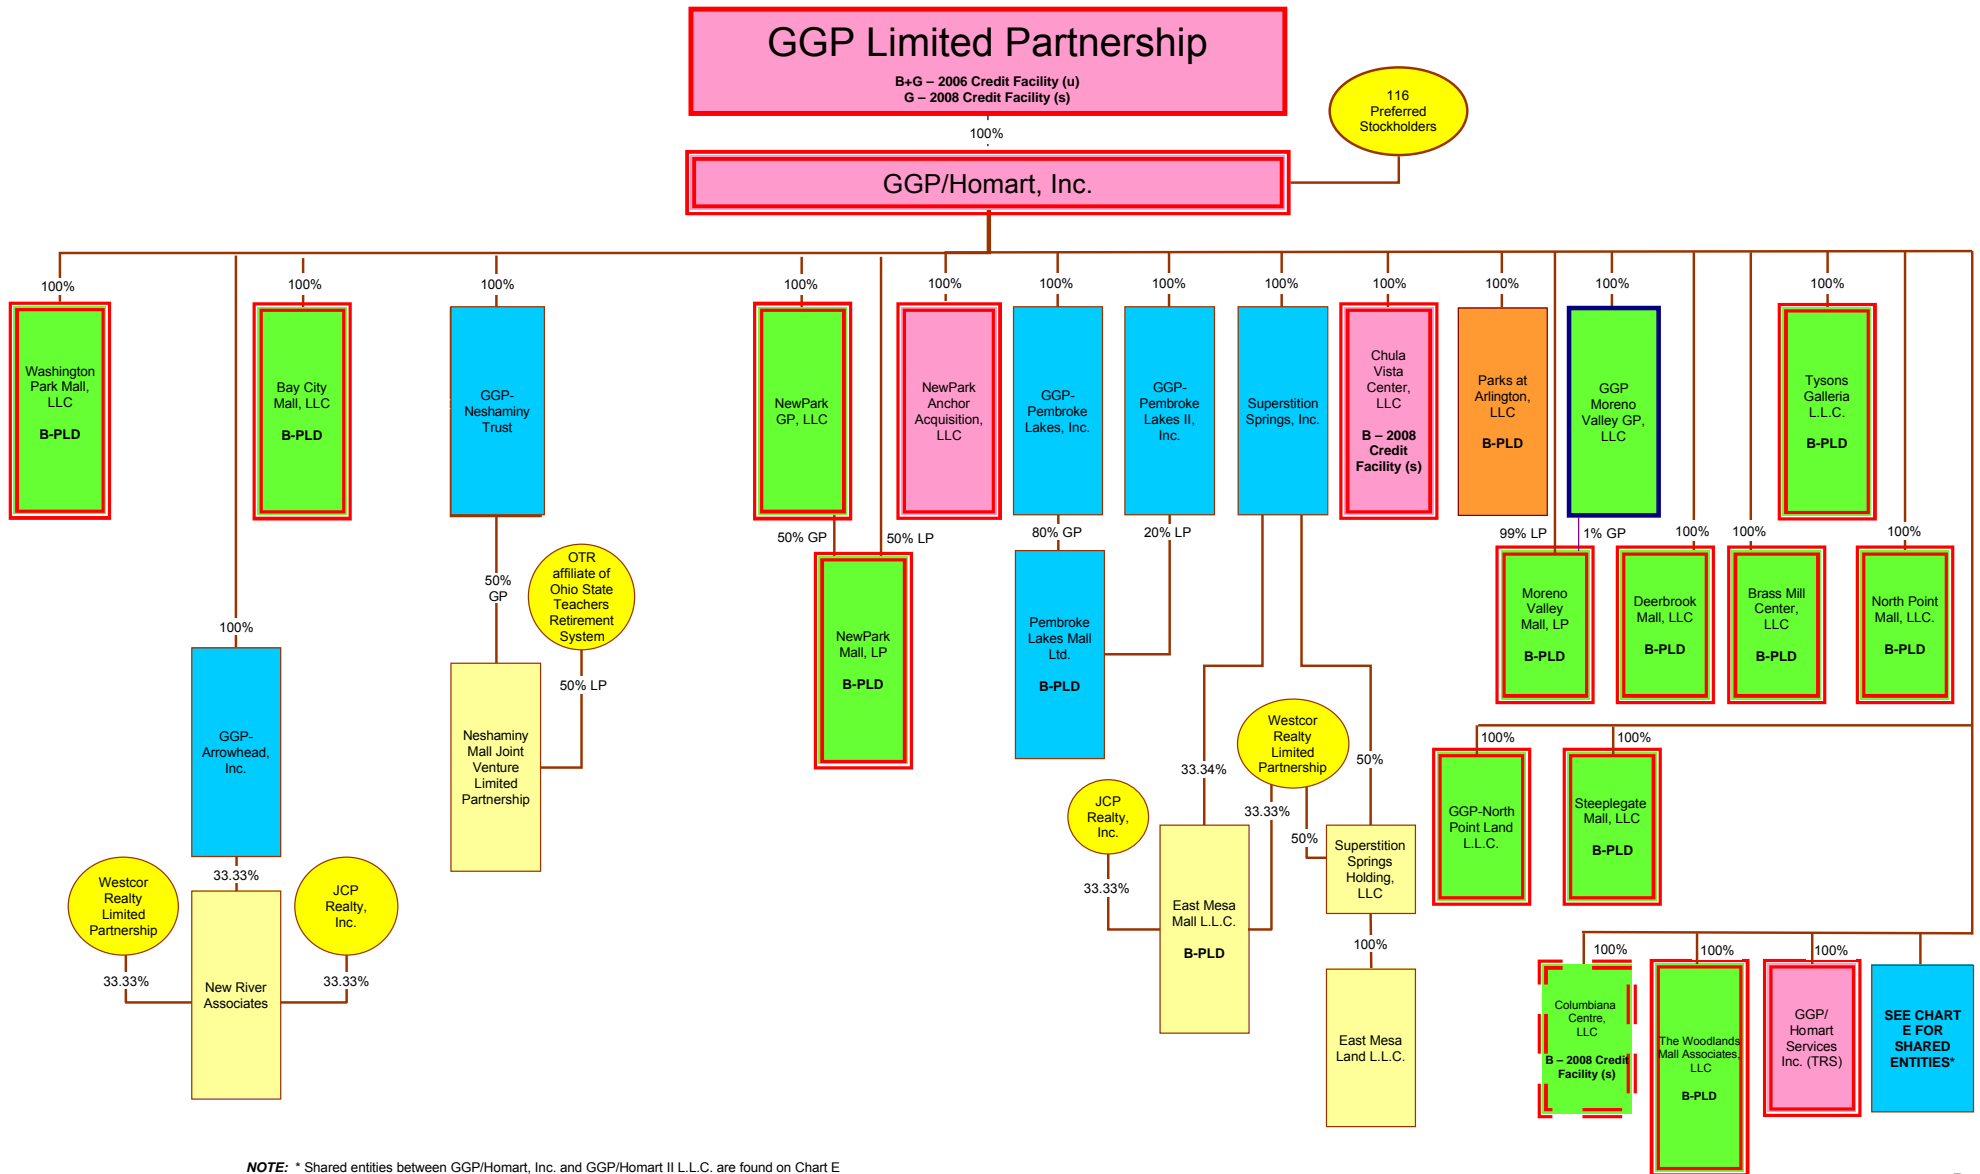 GGP Limited Partnership
B+G – 2006 Credit Facility (u)
G – 2008 Credit Facility (s)
116
Preferred
Stockholders
100%
GGP/Homart, Inc.
100%
100%
100%
100%
100%
100%
100%
100%
100%
100%
100%
100%
Washington
Park Mall,
LLC
B-PLD
Bay City
Mall, LLC
B-PLD
GGP-
Neshaminy
Trust
NewPark
GP, LLC
NewPark
Anchor
Acquisition,
LLC
GGP-
Pembroke
Lakes, Inc.
GGP-
Pembroke
Lakes II,
Inc.
Superstition
Springs, Inc.
Chula
Vista
Center,
LLC
B – 2008
Credit
Facility (s)
Parks at
Arlington,
LLC
B-PLD
GGP
Moreno
Valley GP,
LLC
Tysons
Galleria
L.L.C.
B-PLD
50% GP
50% LP
80% GP
20% LP
99% LP
1% GP
100%
100%
100%
50%
GP
OTR
affiliate of
Ohio State
Teachers
Retirement
System
50% LP
NewPark
Mall, LP
B-PLD
Pembroke
Lakes Mall
Ltd.
B-PLD
Moreno
Valley
Mall, LP
B-PLD
Deerbrook
Mall, LLC
B-PLD
Brass Mill
Center,
LLC
B-PLD
North Point
Mall, LLC.
B-PLD
100%
GGP-
Arrowhead,
Inc.
Neshaminy
Mall Joint
Venture
Limited
Partnership
Westcor
Realty
Limited
Partnership
33.34%
50%
33.33%
50%
JCP
Realty,
Inc.
33.33%
East Mesa
Mall L.L.C.
B-PLD
Superstition
Springs
Holding,
LLC
100%
East Mesa
Land L.L.C.
100%
100%
GGP-North
Point Land
L.L.C.
Steeplegate
Mall, LLC
B-PLD
33.33%
Westcor
Realty
Limited
Partnership
JCP
Realty,
Inc.
33.33%
33.33%
New River
Associates
100%
100%
100%
Columbiana
Centre,
LLC
B – 2008 Credit
Facility (s)
The Woodlands
Mall Associates,
LLC
B-PLD
GGP/
Homart
Services
Inc. (TRS)
SEE CHART
E FOR
SHARED
ENTITIES*
NOTE: * Shared entities between GGP/Homart, Inc. and GGP/Homart II L.L.C. are found on Chart E